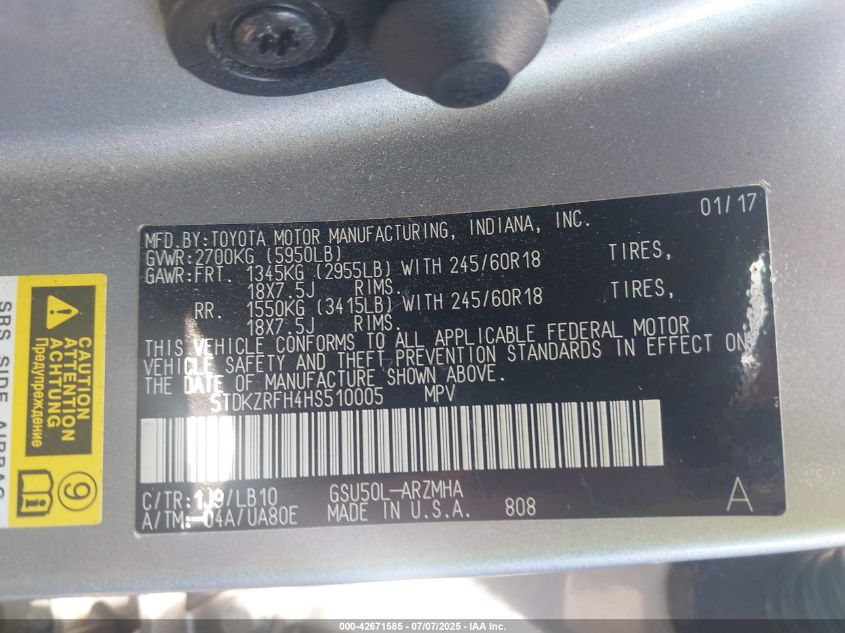 01/17
MFD.BY:TOYOTA MOTOR MANUFACTURING, INDIANA, INC.
GVWR:2700KG (5950LB)
GAWR:FRT. 1345KG (2955LB) WITH 245/60R18 TIRES,
18X7.5J RIMS.
RR. 1550KG (3415LB) WITH 245/60R18 TIRES,
18X7.5J RIMS.
THIS VEHICLE CONFORMS TO ALL APPLICABLE FEDERAL MOTOR
VEHICLE SAFETY AND THEFT PREVENTION STANDARDS IN EFFECT ON
THE DATE OF MANUFACTURE SHOWN ABOVE.
5TDKZRFH4HS510005 MPV
C/TR:1J9/LB10 GSU50L-ARZMHA
A/TM:-04A/UA80E MADE IN U.S.A. 808
A
CAUTION
ATTENTION
ACHTUNG
Предупреждение
9
SRS SIDE AIRBAG
000-42671585 - 07/07/2025 - IAA Inc.